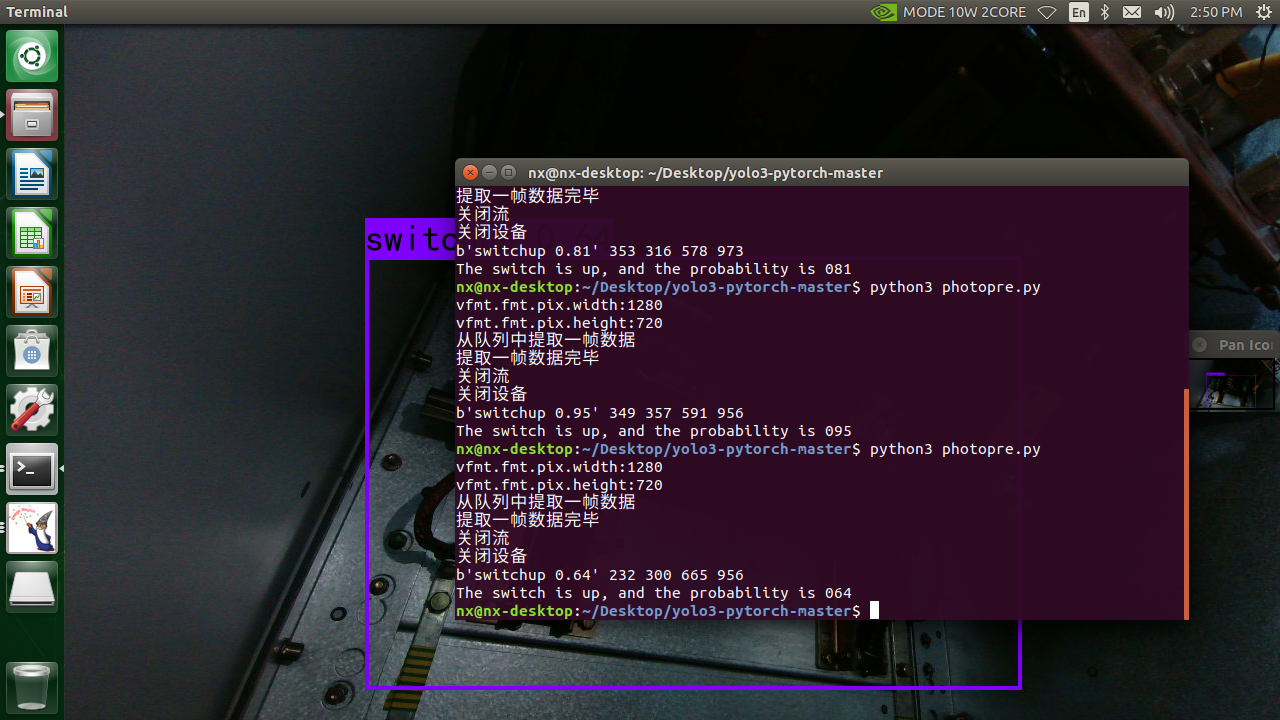 Terminal
MODE 10W 2CORE
En
2:50 PM
nx@nx-desktop: ~/Desktop/yolo3-pytorch-master
提取一帧数据完毕
关闭流
关闭设备
b'switchup 0.81' 353 316 578 973
The switch is up, and the probability is 081
nx@nx-desktop:~/Desktop/yolo3-pytorch-master$ python3 photopre.py
vfmt.fmt.pix.width:1280
vfmt.fmt.pix.height:720
从队列中提取一帧数据
提取一帧数据完毕
关闭流
关闭设备
b'switchup 0.95' 349 357 591 956
The switch is up, and the probability is 095
nx@nx-desktop:~/Desktop/yolo3-pytorch-master$ python3 photopre.py
vfmt.fmt.pix.width:1280
vfmt.fmt.pix.height:720
从队列中提取一帧数据
提取一帧数据完毕
关闭流
关闭设备
b'switchup 0.64' 232 300 665 956
The switch is up, and the probability is 064
nx@nx-desktop:~/Desktop/yolo3-pytorch-master$
switc 0.64
Pan Icon